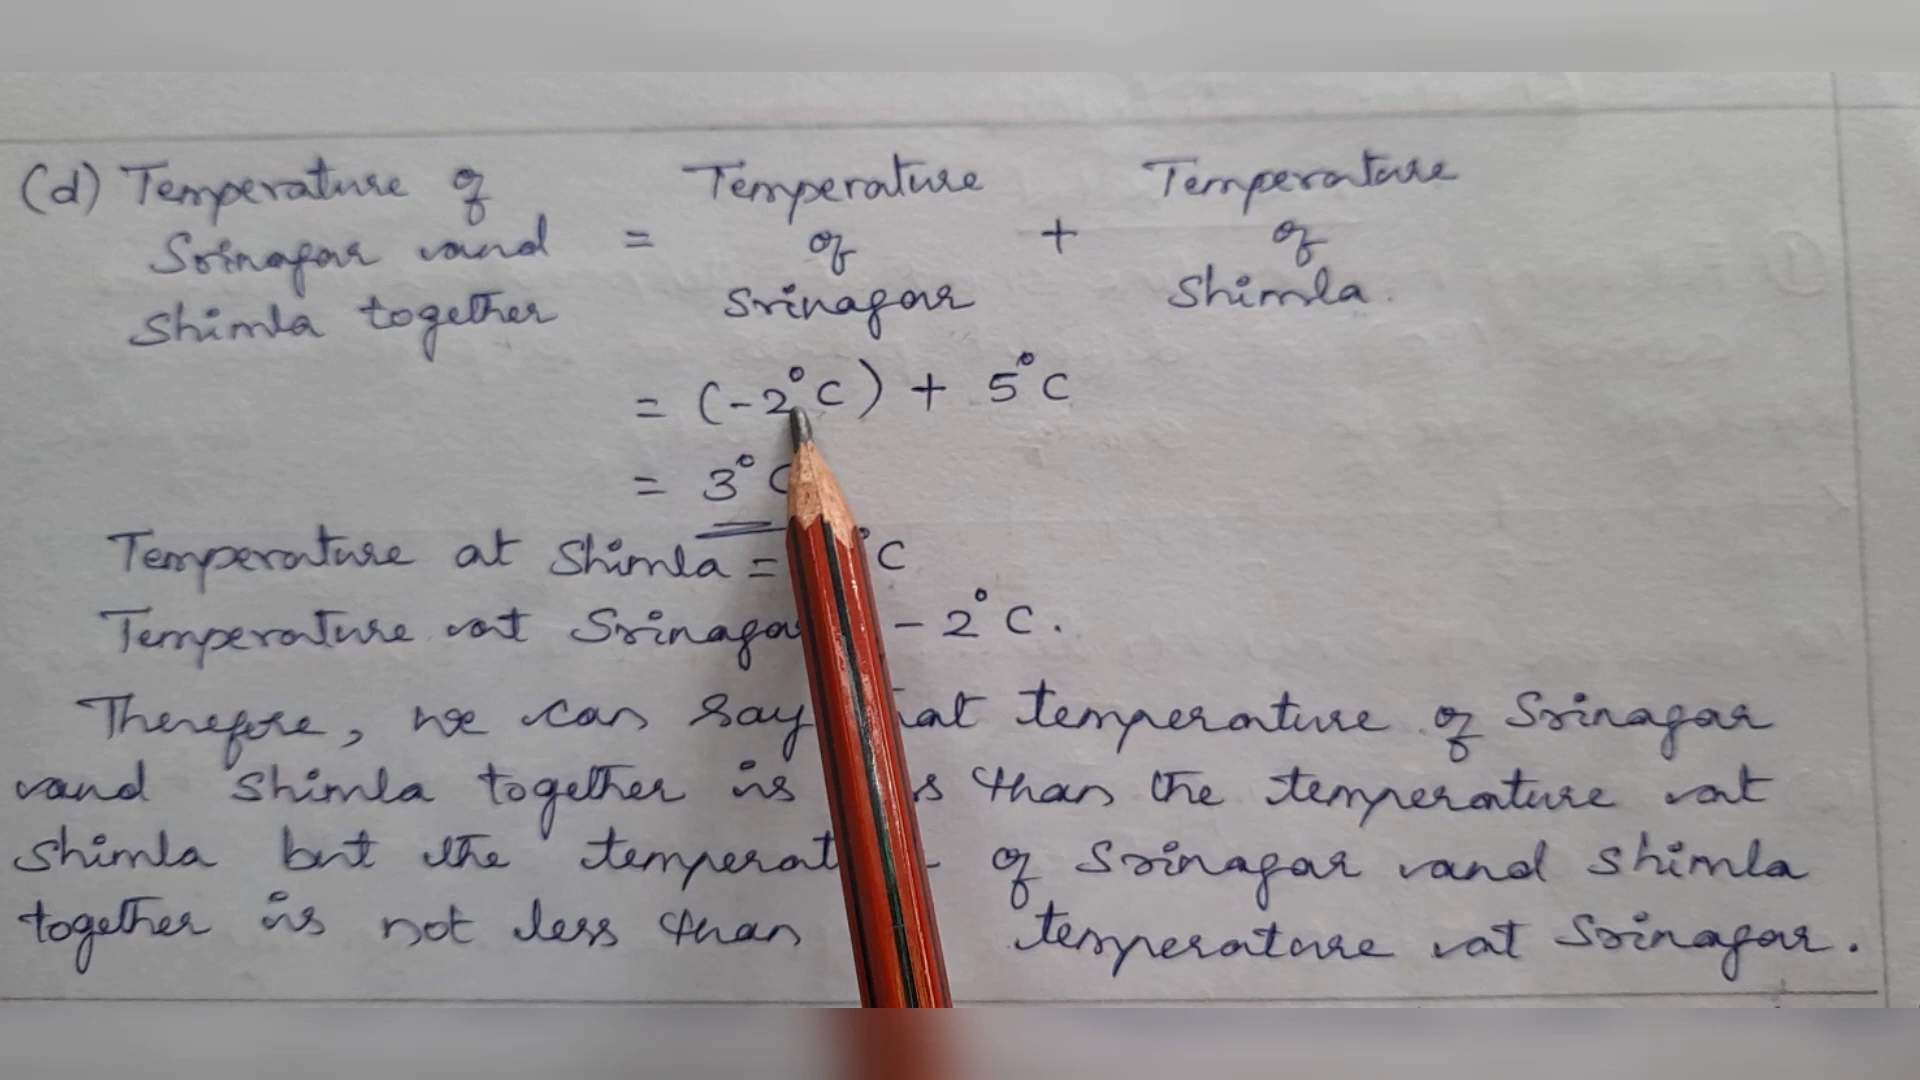 (d) Temperature of Temperature Temperature
Srinagar and = of + of
Shimla together Srinagar Shimla.
= (-2°C) + 5°C
= 3°C
Temperature at Shimla = °C
Temperature at Srinagar - 2°C.
Therefore, we can say temperature of Srinagar
and Shimla together is than the temperature at
Shimla but the of Srinagar and Shimla
together is not less than temperature at Srinagar.